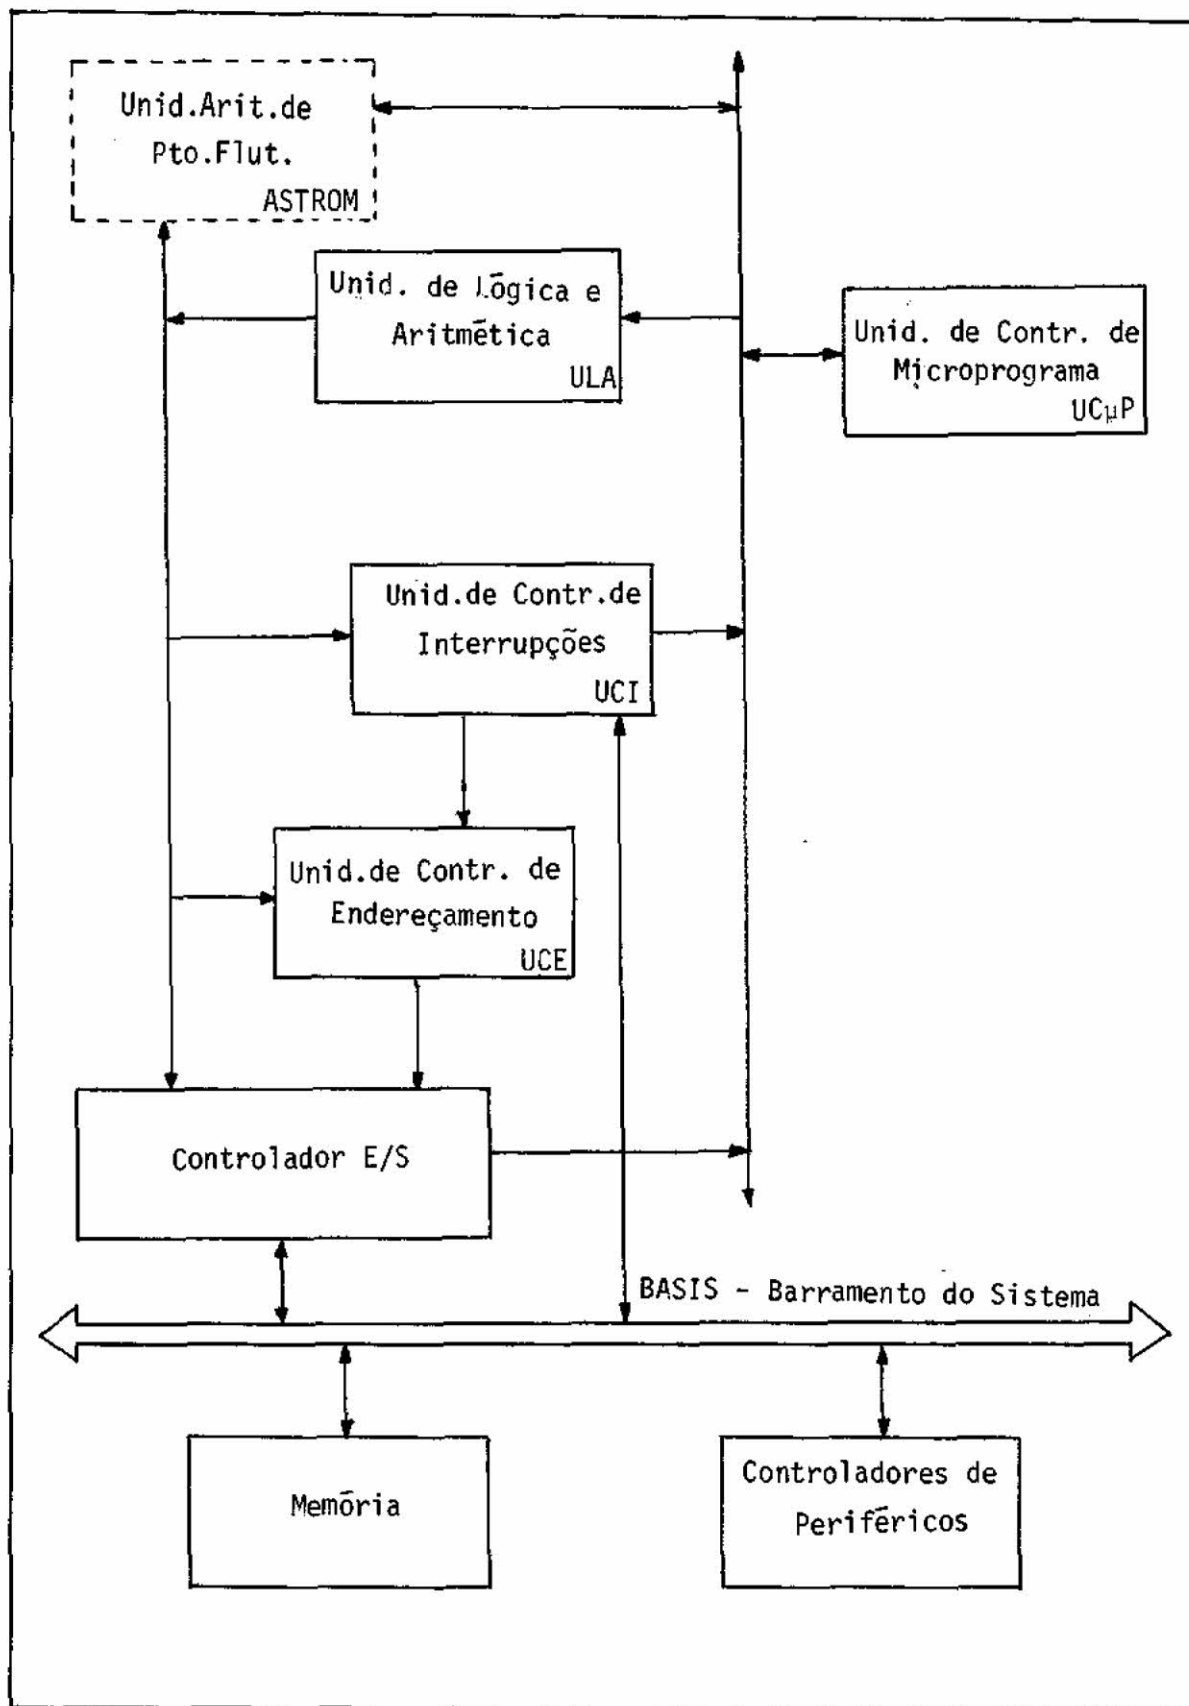 Unid.Arit.de
Pto.Flut.
ASTROM
Unid. de Lógica e
Aritmética
ULA
Unid. de Contr. de
Microprograma
UCμP
Unid.de Contr.de
Interrupções
UCI
Unid.de Contr. de
Endereçamento
UCE
Controlador E/S
BASIS - Barramento do Sistema
Memória
Controladores de
Periféricos